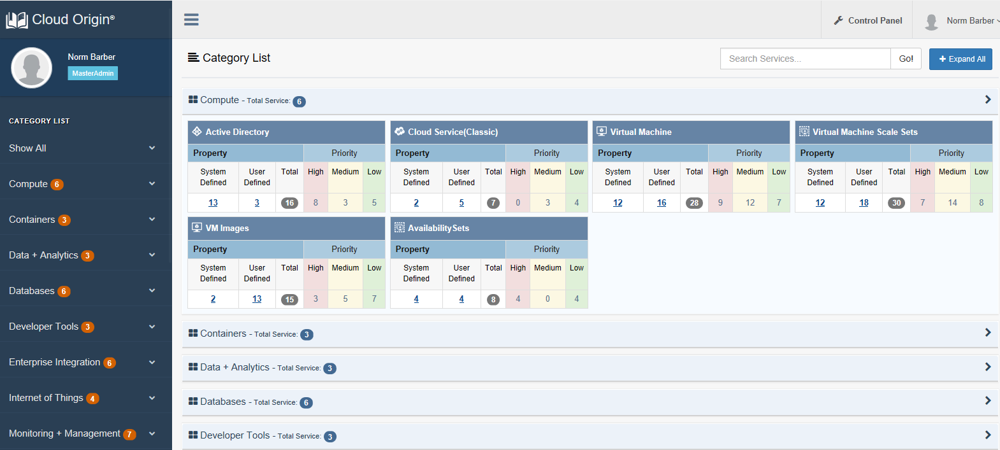 Cloud Origin®
Control Panel
Norm Barber
Norm Barber
MasterAdmin
CATEGORY LIST
Show All
Compute 6
Containers 3
Data + Analytics 3
Databases 6
Developer Tools 3
Enterprise Integration 6
Internet of Things 4
Monitoring + Management 7
Category List
Search Services...
Go!
Expand All
Compute - Total Service: 6
Active Directory
Property Priority
System Defined User Defined Total High Medium Low
13 3 16 8 3 5
Cloud Service(Classic)
Property Priority
System Defined User Defined Total High Medium Low
2 5 7 0 3 4
Virtual Machine
Property Priority
System Defined User Defined Total High Medium Low
12 16 28 9 12 7
Virtual Machine Scale Sets
Property Priority
System Defined User Defined Total High Medium Low
12 18 30 7 14 8
VM Images
Property Priority
System Defined User Defined Total High Medium Low
2 13 15 3 5 7
AvailabilitySets
Property Priority
System Defined User Defined Total High Medium Low
4 4 8 4 0 4
Containers - Total Service: 3
Data + Analytics - Total Service: 3
Databases - Total Service: 6
Developer Tools - Total Service: 3